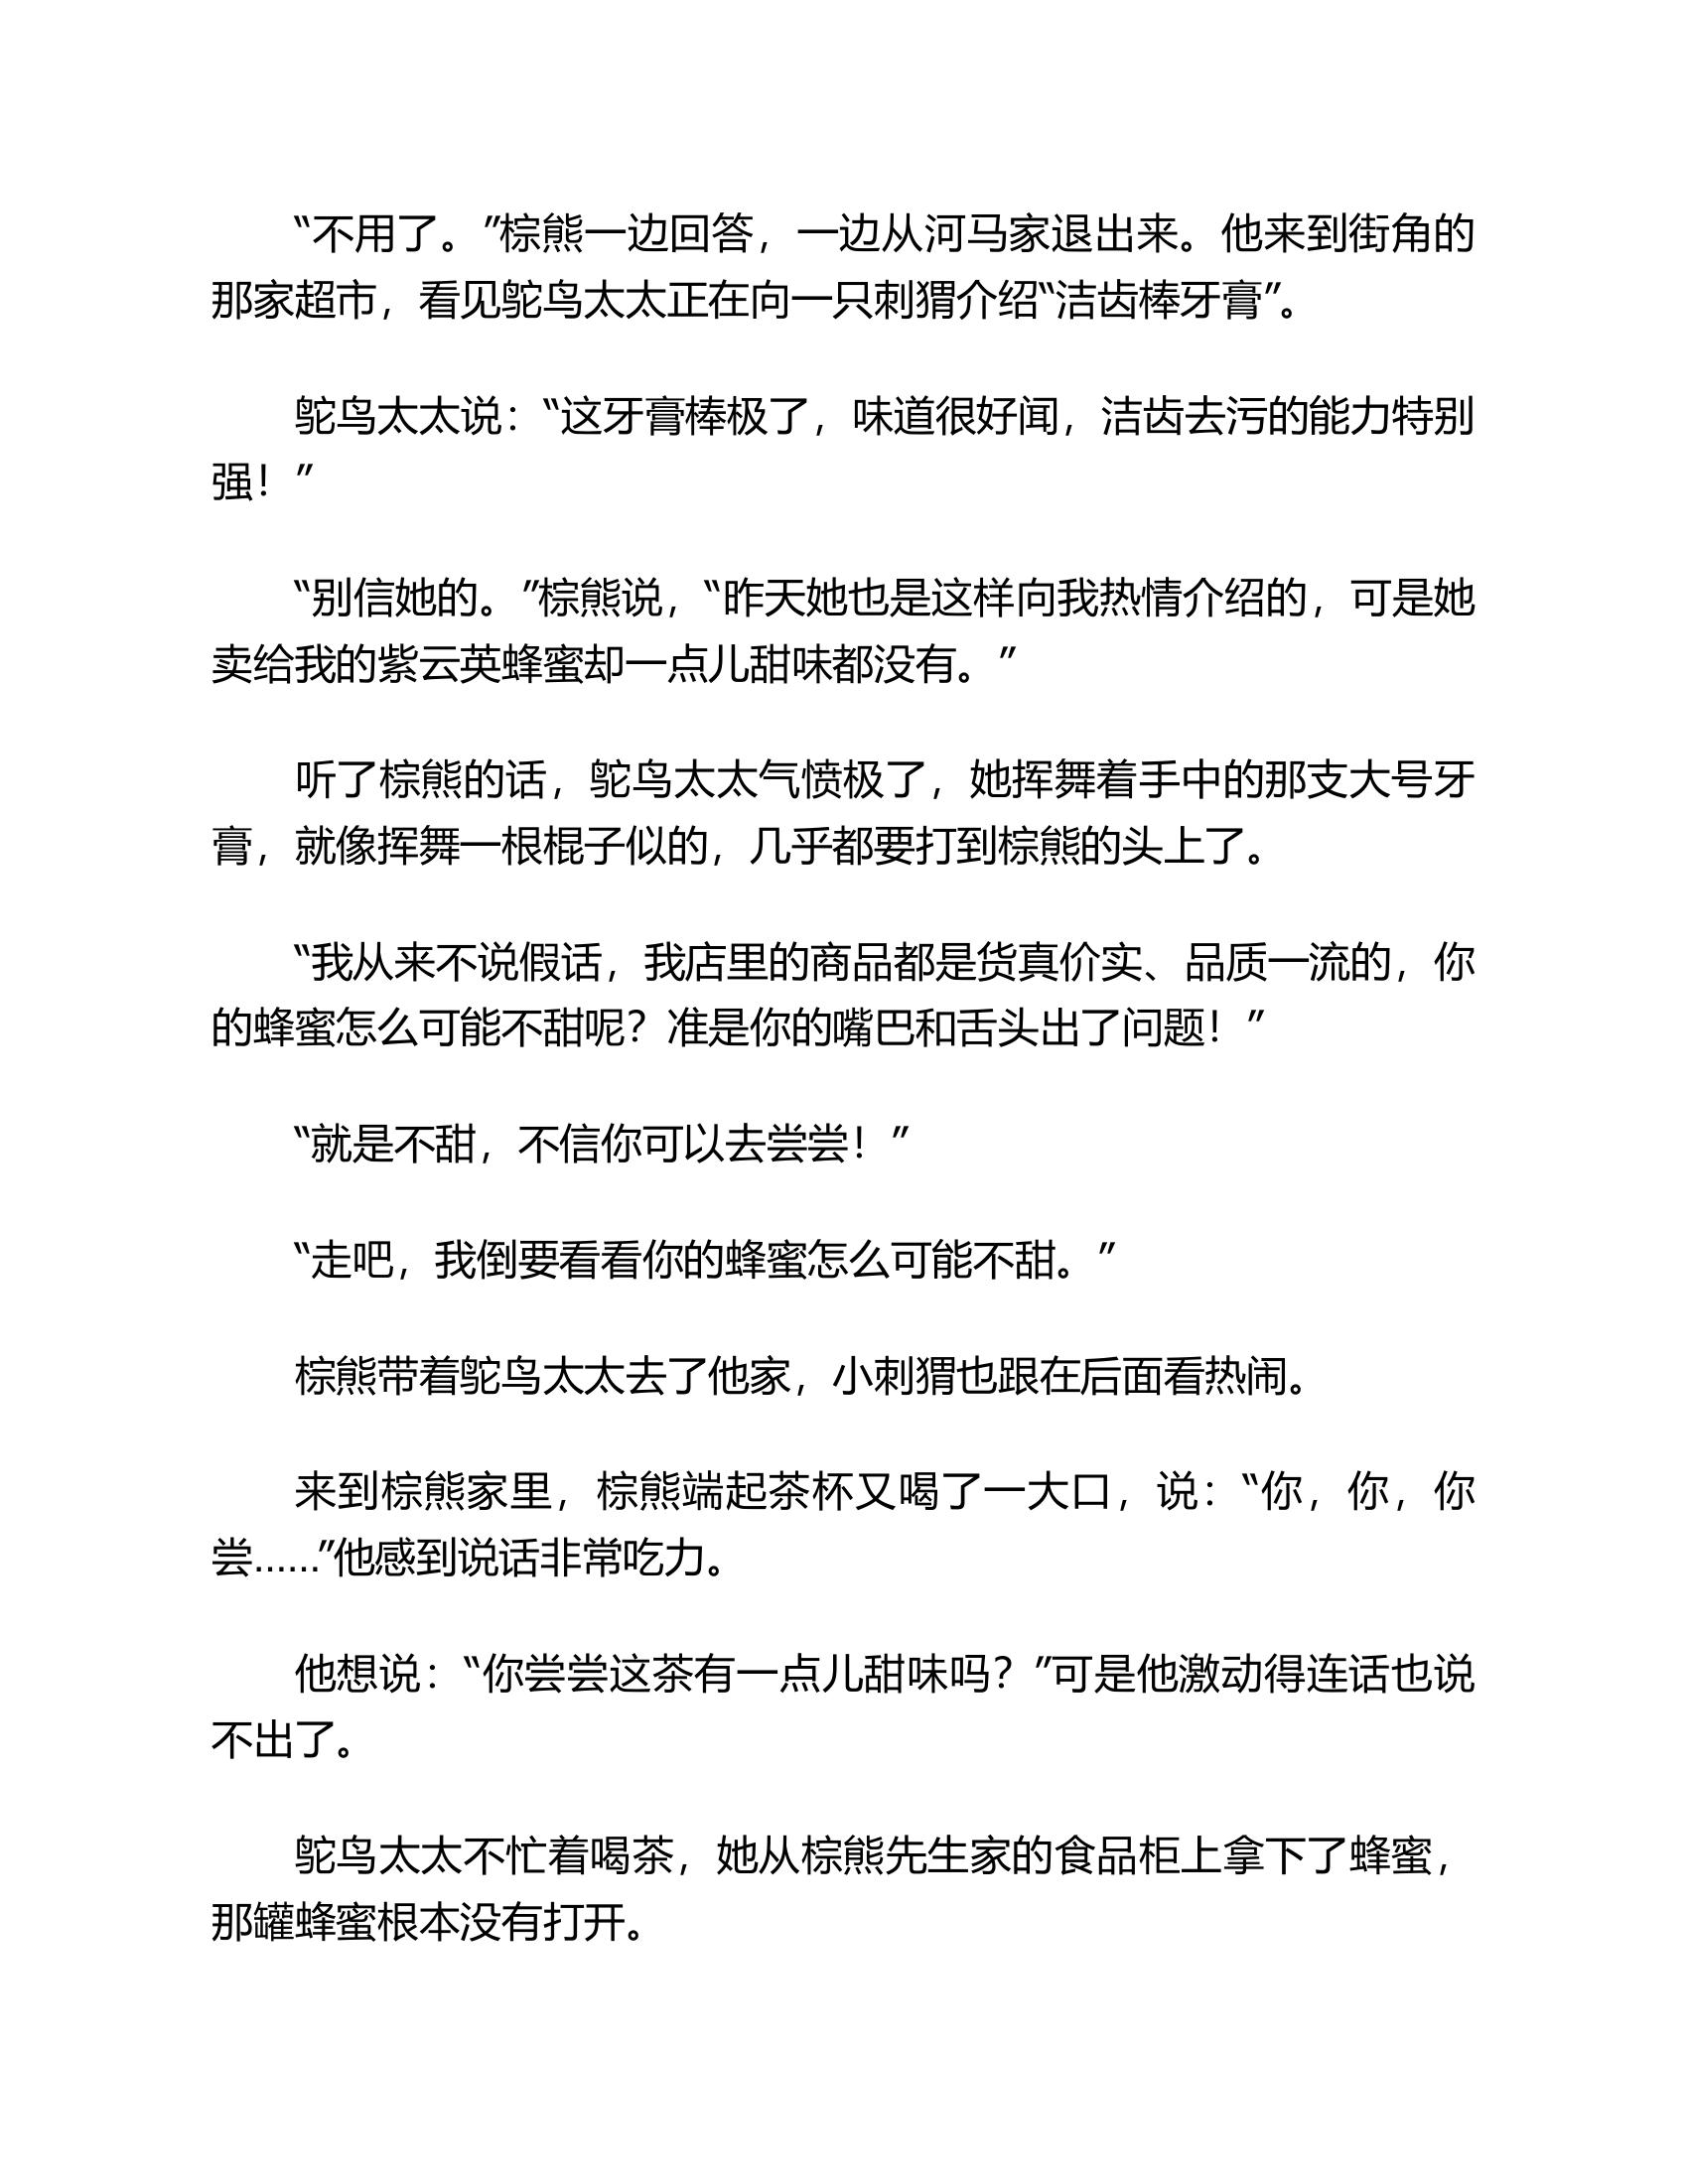 “不用了。”棕熊一边回答，一边从河马家退出来。他来到街角的
那家超市，看见鸵鸟太太正在向一只刺猬介绍“洁齿棒牙膏”。
鸵鸟太太说：“这牙膏棒极了，味道很好闻，洁齿去污的能力特别
强！”
“别信她的。”棕熊说，“昨天她也是这样向我热情介绍的，可是她
卖给我的紫云英蜂蜜却一点儿甜味都没有。”
听了棕熊的话，鸵鸟太太气愤极了，她挥舞着手中的那支大号牙
膏，就像挥舞一根棍子似的，几乎都要打到棕熊的头上了。
“我从来不说假话，我店里的商品都是货真价实、品质一流的，你
的蜂蜜怎么可能不甜呢？准是你的嘴巴和舌头出了问题！”
“就是不甜，不信你可以去尝尝！”
“走吧，我倒要看看你的蜂蜜怎么可能不甜。”
棕熊带着鸵鸟太太去了他家，小刺猬也跟在后面看热闹。
来到棕熊家里，棕熊端起茶杯又喝了一大口，说：“你，你，你
尝……”他感到说话非常吃力。
他想说：“你尝尝这茶有一点儿甜味吗？”可是他激动得连话也说
不出了。
鸵鸟太太不忙着喝茶，她从棕熊先生家的食品柜上拿下了蜂蜜，
那罐蜂蜜根本没有打开。